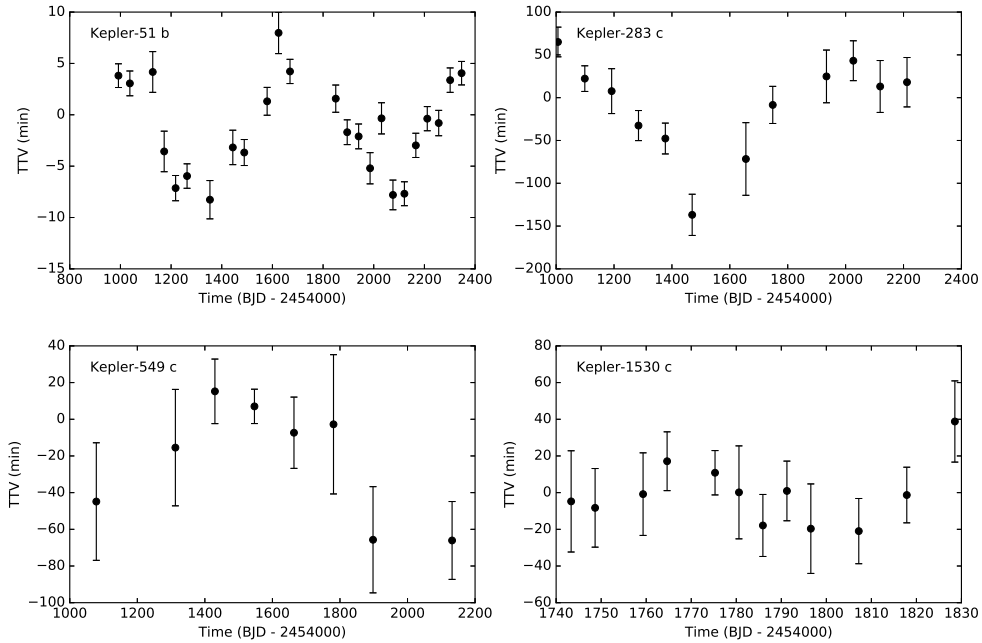 10
5
0
−5
−10
−15
TTV (min)
Kepler-51 b
800 1000 1200 1400 1600 1800 2000 2200 2400
Time (BJD - 2454000)
100
50
0
−50
−100
−150
−200
TTV (min)
Kepler-283 c
1000 1200 1400 1600 1800 2000 2200 2400
Time (BJD - 2454000)
40
20
0
−20
−40
−60
−80
−100
TTV (min)
Kepler-549 c
1000 1200 1400 1600 1800 2000 2200
Time (BJD - 2454000)
80
60
40
20
0
−20
−40
−60
TTV (min)
Kepler-1530 c
1740 1750 1760 1770 1780 1790 1800 1810 1820 1830
Time (BJD - 2454000)